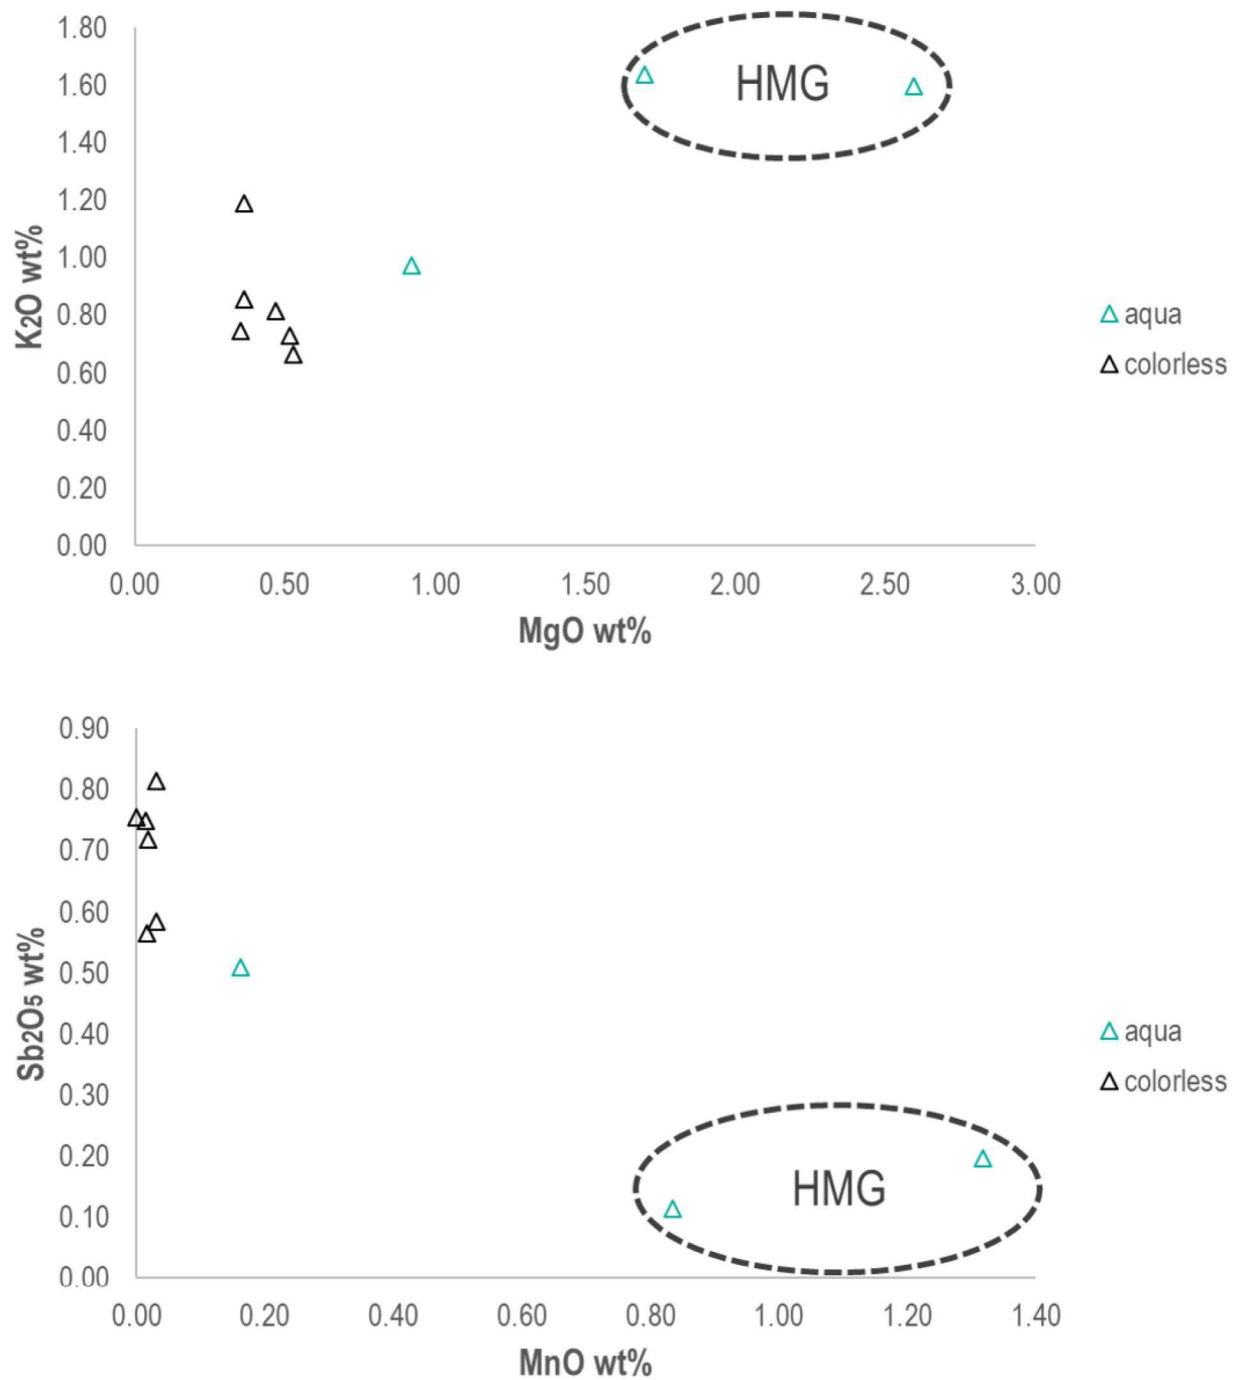 1.80
1.60
1.40
1.20
1.00
0.80
0.60
0.40
0.20
0.00
K2O wt%
HMG
aqua
colorless
0.00 0.50 1.00 1.50 2.00 2.50 3.00
MgO wt%
0.90
0.80
0.70
0.60
0.50
0.40
0.30
0.20
0.10
0.00
Sb2O5 wt%
aqua
colorless
HMG
0.00 0.20 0.40 0.60 0.80 1.00 1.20 1.40
MnO wt%